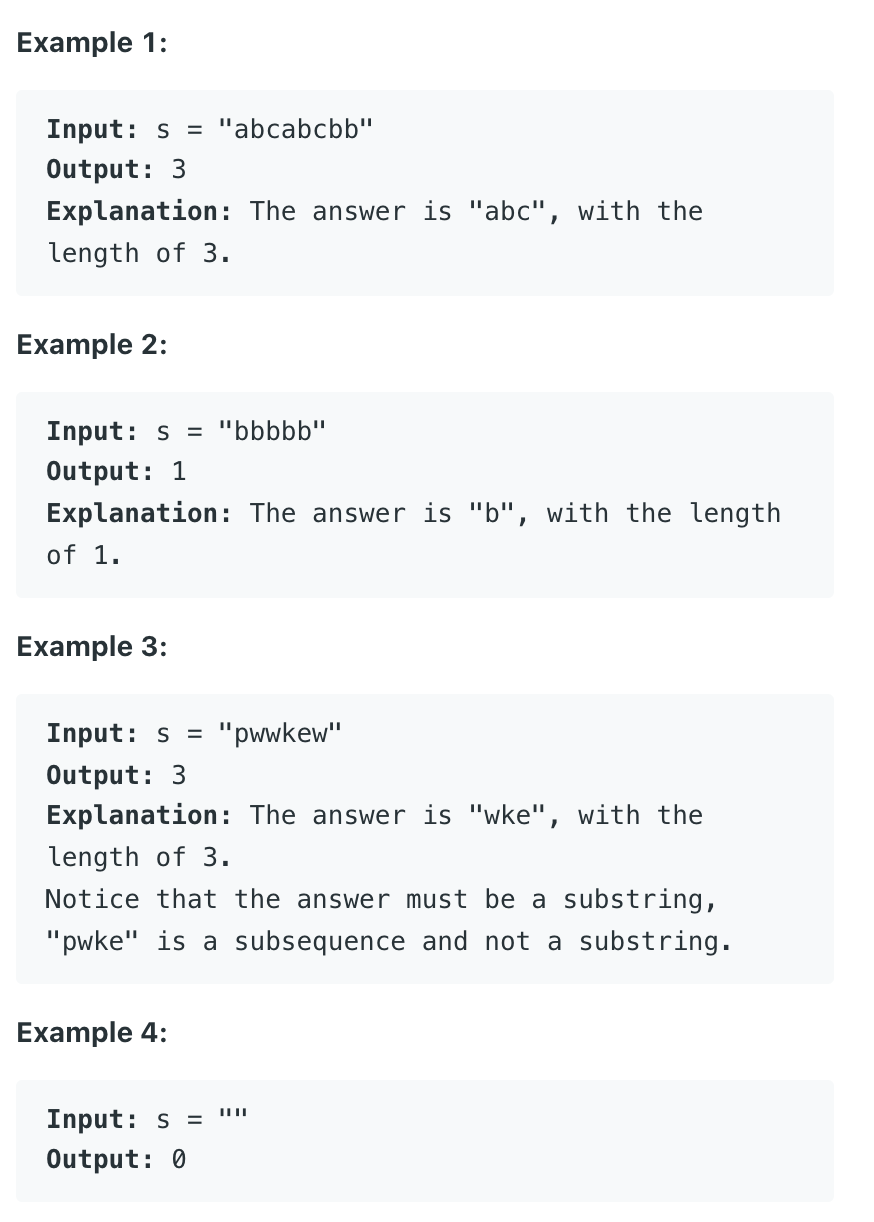 Example 1:
Input: s = "abcabcbb"
Output: 3
Explanation: The answer is "abc", with the
length of 3.
Example 2:
Input: s = "bbbbb"
Output: 1
Explanation: The answer is "b", with the length
of 1.
Example 3:
Input: s = "pwwkew"
Output: 3
Explanation: The answer is "wke", with the
length of 3.
Notice that the answer must be a substring,
"pwke" is a subsequence and not a substring.
Example 4:
Input: s = ""
Output: 0